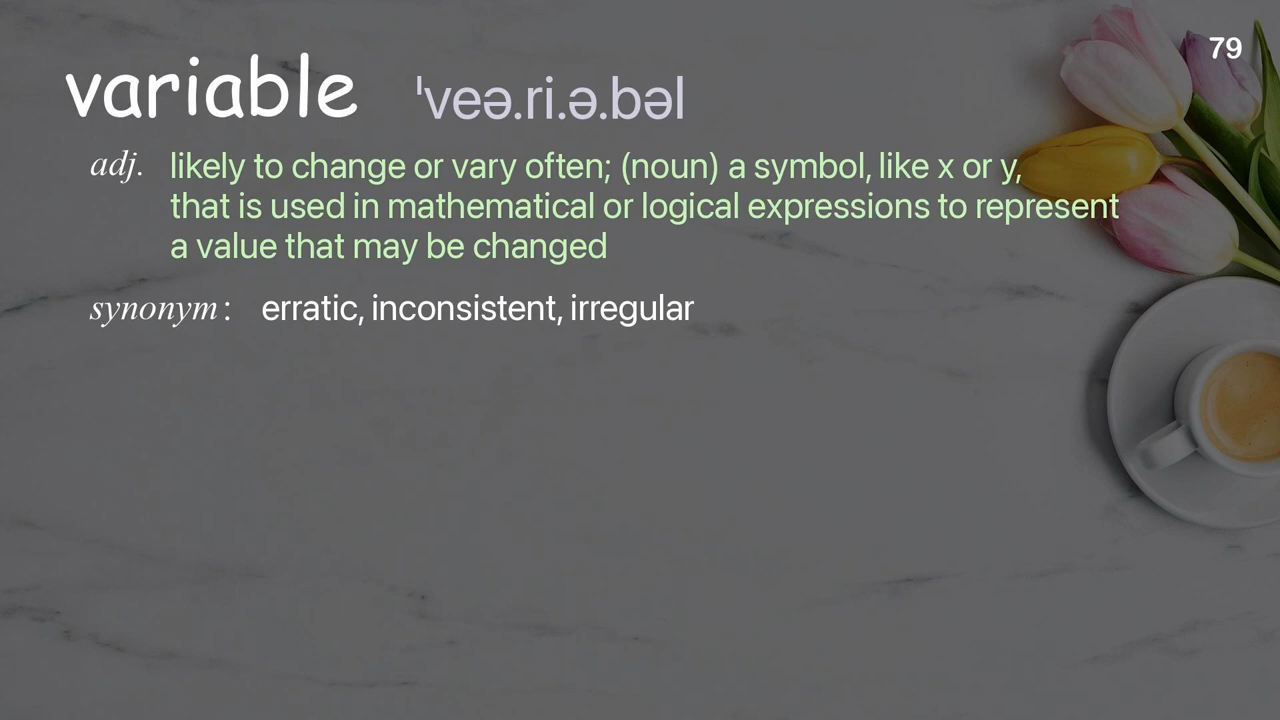 79
variable ˈveə.ri.ə.bəl
adj. likely to change or vary often; (noun) a symbol, like x or y,
that is used in mathematical or logical expressions to represent
a value that may be changed
synonym : erratic, inconsistent, irregular